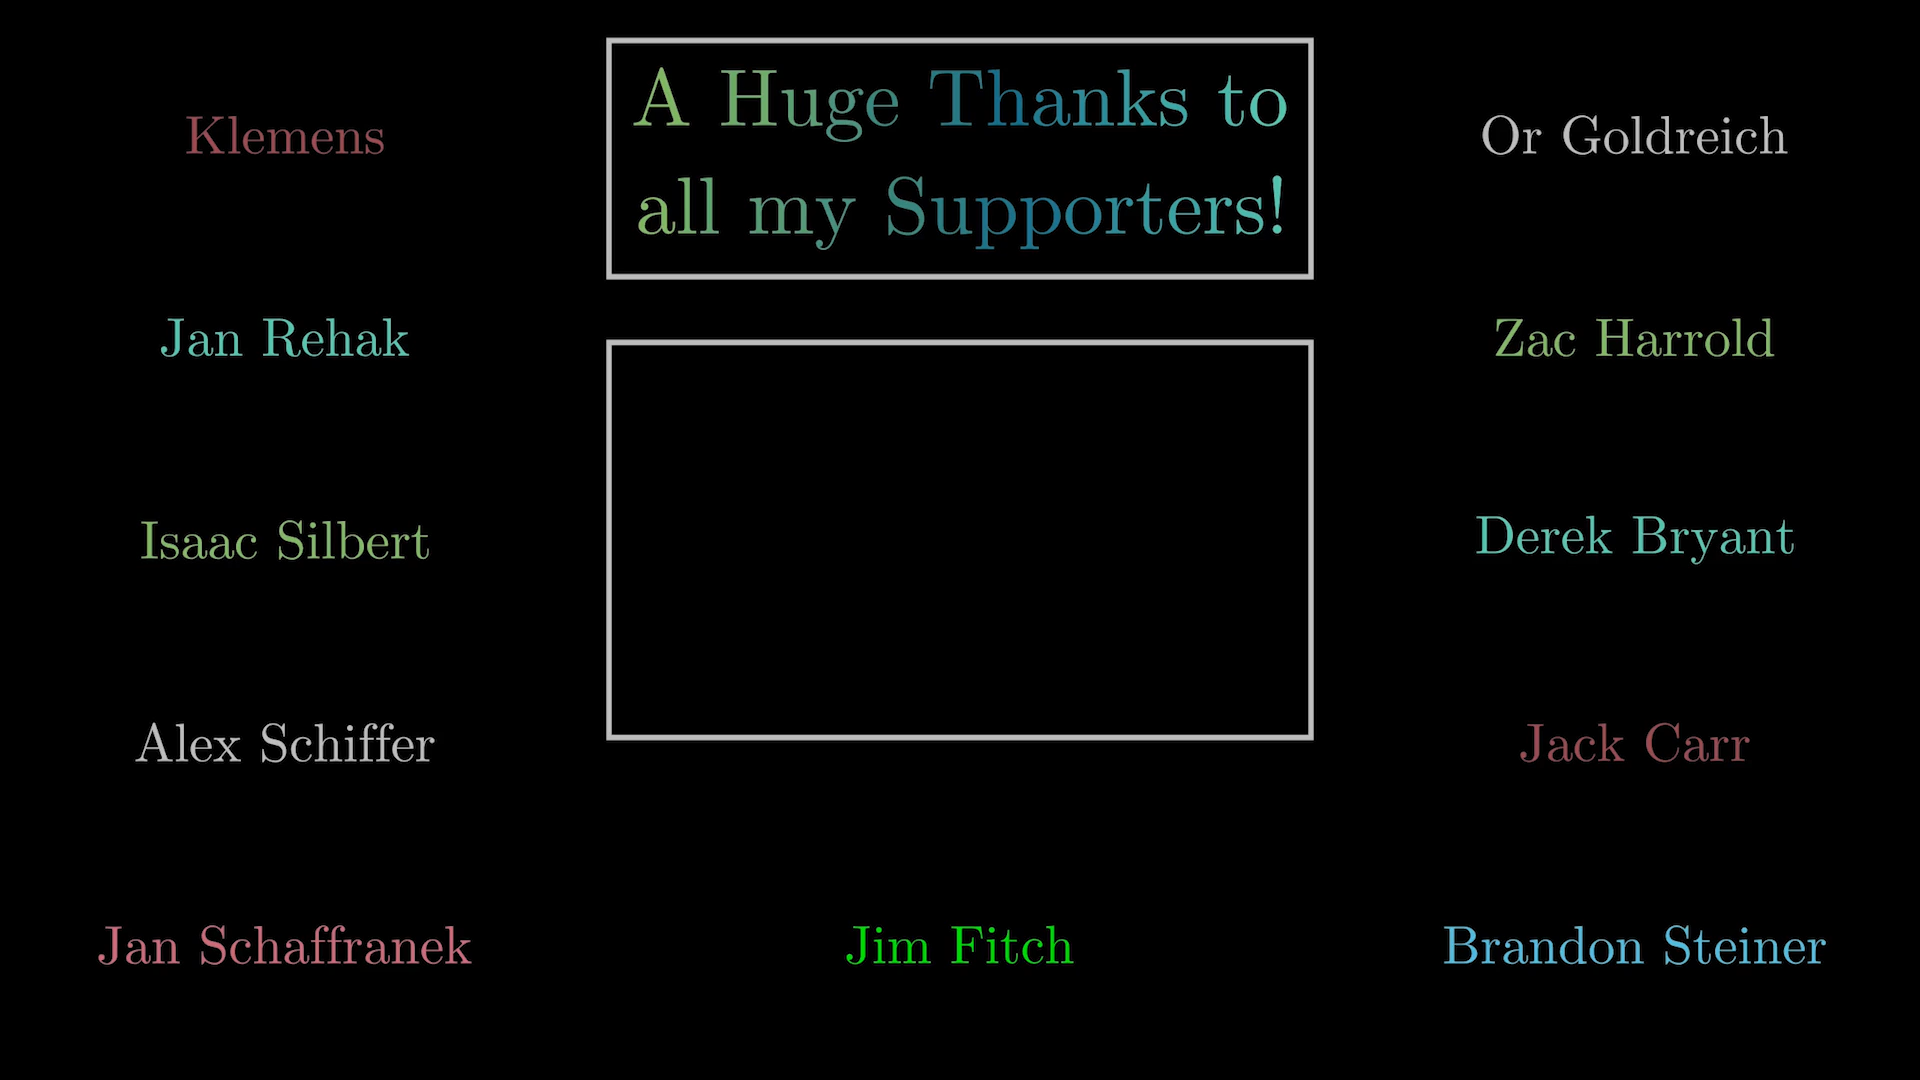 A Huge Thanks to
all my Supporters!
Klemens
Or Goldreich
Jan Rehak
Zac Harrold
Isaac Silbert
Derek Bryant
Alex Schiffer
Jack Carr
Jan Schaffranek
Jim Fitch
Brandon Steiner